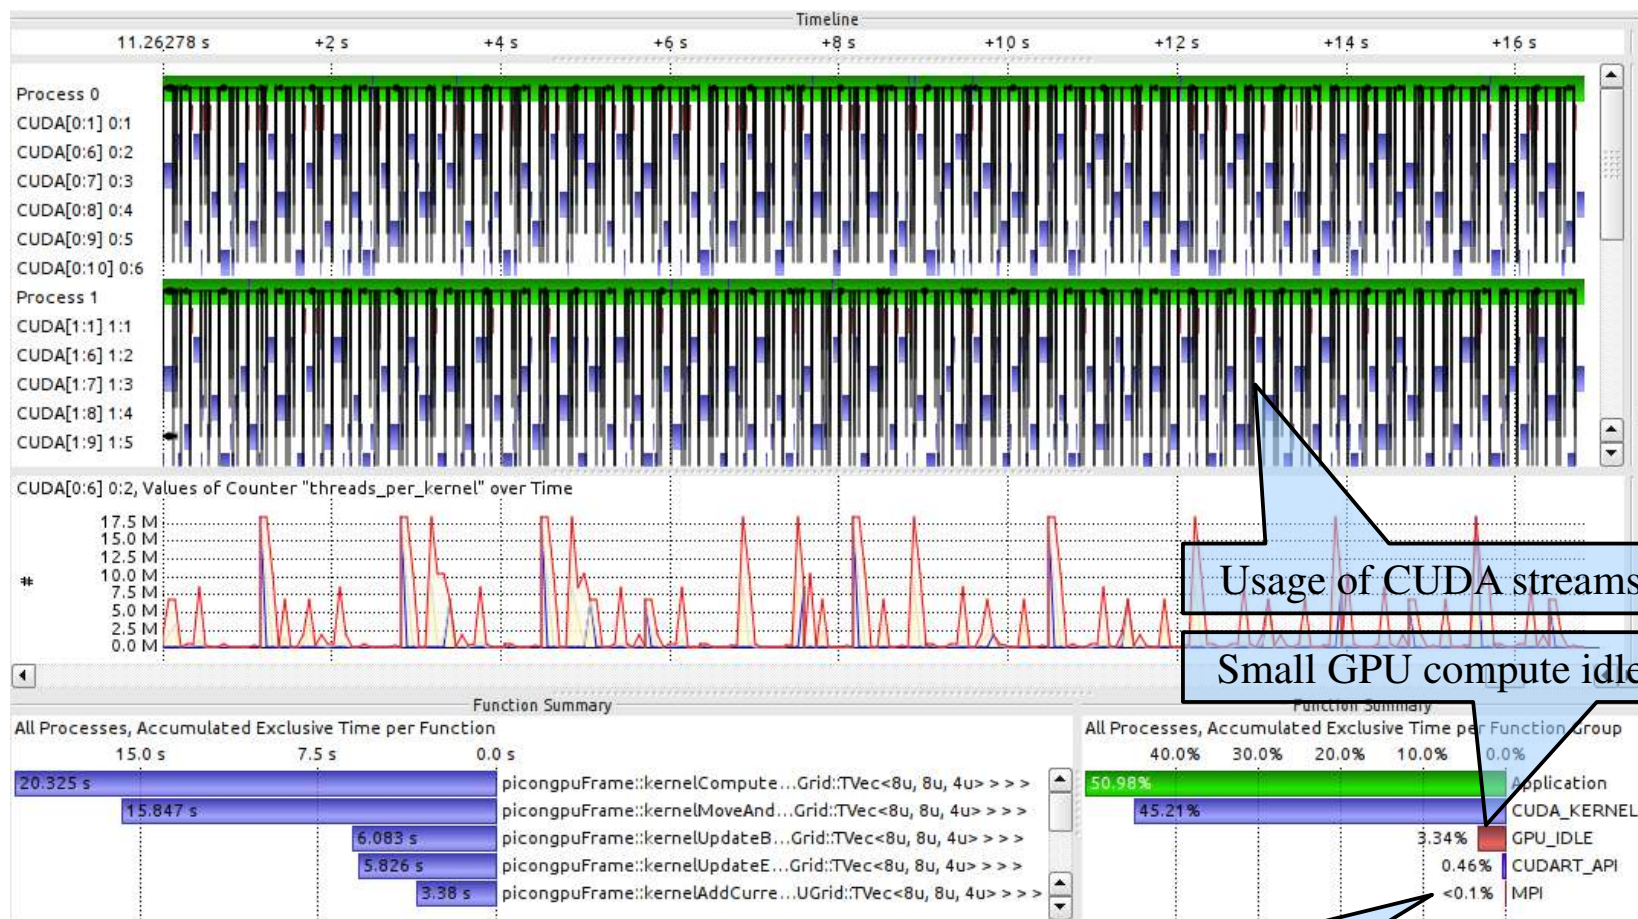 Timeline
11.26278 s +2 s +4 s +6 s +8 s +10 s +12 s +14 s +16 s
Process 0
CUDA[0:1] 0:1
CUDA[0:6] 0:2
CUDA[0:7] 0:3
CUDA[0:8] 0:4
CUDA[0:9] 0:5
CUDA[0:10] 0:6
Process 1
CUDA[1:1] 1:1
CUDA[1:6] 1:2
CUDA[1:7] 1:3
CUDA[1:8] 1:4
CUDA[1:9] 1:5
CUDA[0:6] 0:2, Values of Counter "threads_per_kernel" over Time
17.5 M
15.0 M
12.5 M
10.0 M
7.5 M
5.0 M
2.5 M
0.0 M
#
Usage of CUDA streams
Small GPU compute idle
Function Summary
All Processes, Accumulated Exclusive Time per Function
15.0 s 7.5 s 0.0 s
20.325 s picongpuFrame::kernelCompute...Grid::TVec<8u, 8u, 4u> > > >
15.847 s picongpuFrame::kernelMoveAnd...Grid::TVec<8u, 8u, 4u> > > >
6.083 s picongpuFrame::kernelUpdateB...Grid::TVec<8u, 8u, 4u> > > >
5.826 s picongpuFrame::kernelUpdateE...Grid::TVec<8u, 8u, 4u> > > >
3.38 s picongpuFrame::kernelAddCurre...UGrid::TVec<8u, 8u, 4u> > > >
Function Summary
All Processes, Accumulated Exclusive Time per Function Group
40.0% 30.0% 20.0% 10.0% 0.0%
50.98% Application
45.21% CUDA_KERNEL
3.34% GPU_IDLE
0.46% CUDART_API
<0.1% MPI